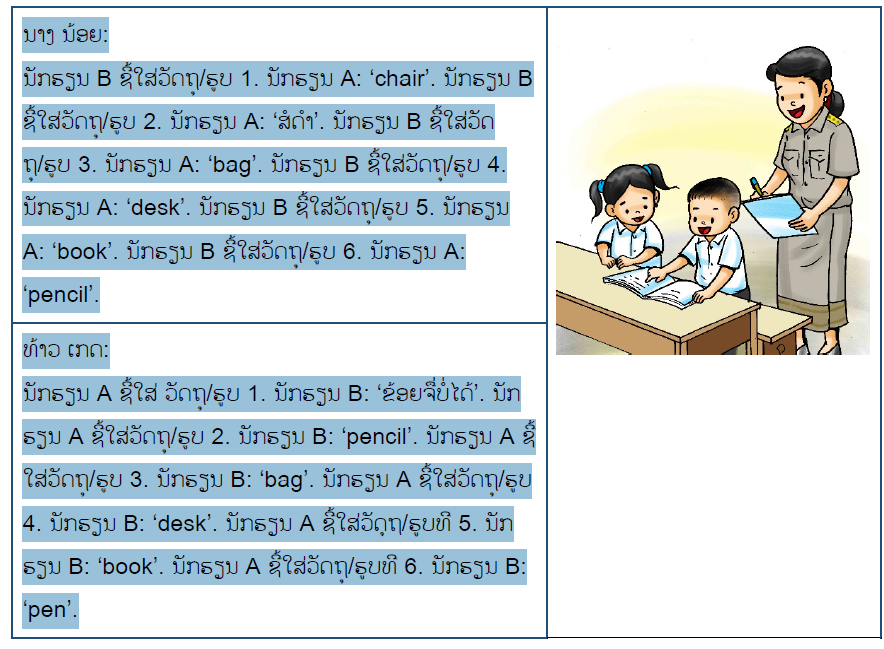 ນາງ ນ້ອຍ:
ນັກຮຽນ B ຊີ້ໃສ່ວັດຖຸ/ຮູບ 1. ນັກຮຽນ A: ‘chair’. ນັກຮຽນ B
ຊີ້ໃສ່ວັດຖຸ/ຮູບ 2. ນັກຮຽນ A: ‘ສໍດຳ’. ນັກຮຽນ B ຊີ້ໃສ່ວັດ
ຖຸ/ຮູບ 3. ນັກຮຽນ A: ‘bag’. ນັກຮຽນ B ຊີ້ໃສ່ວັດຖຸ/ຮູບ 4.
ນັກຮຽນ A: ‘desk’. ນັກຮຽນ B ຊີ້ໃສ່ວັດຖຸ/ຮູບ 5. ນັກຮຽນ
A: ‘book’. ນັກຮຽນ B ຊີ້ໃສ່ວັດຖຸ/ຮູບ 6. ນັກຮຽນ A:
‘pencil’.
ທ້າວ ເກດ:
ນັກຮຽນ A ຊີ້ໃສ່ ວັດຖຸ/ຮູບ 1. ນັກຮຽນ B: ‘ຂ້ອຍຈື່ບໍ່ໄດ້’. ນັກ
ຮຽນ A ຊີ້ໃສ່ວັດຖຸ/ຮູບ 2. ນັກຮຽນ B: ‘pencil’. ນັກຮຽນ A ຊີ້
ໃສ່ວັດຖຸ/ຮູບ 3. ນັກຮຽນ B: ‘bag’. ນັກຮຽນ A ຊີ້ໃສ່ວັດຖຸ/ຮູບ
4. ນັກຮຽນ B: ‘desk’. ນັກຮຽນ A ຊີ້ໃສ່ວັດຸຖ/ຮູບທີ 5. ນັກ
ຮຽນ B: ‘book’. ນັກຮຽນ A ຊີ້ໃສ່ວັດຖຸ/ຮູບທີ 6. ນັກຮຽນ B:
‘pen’.